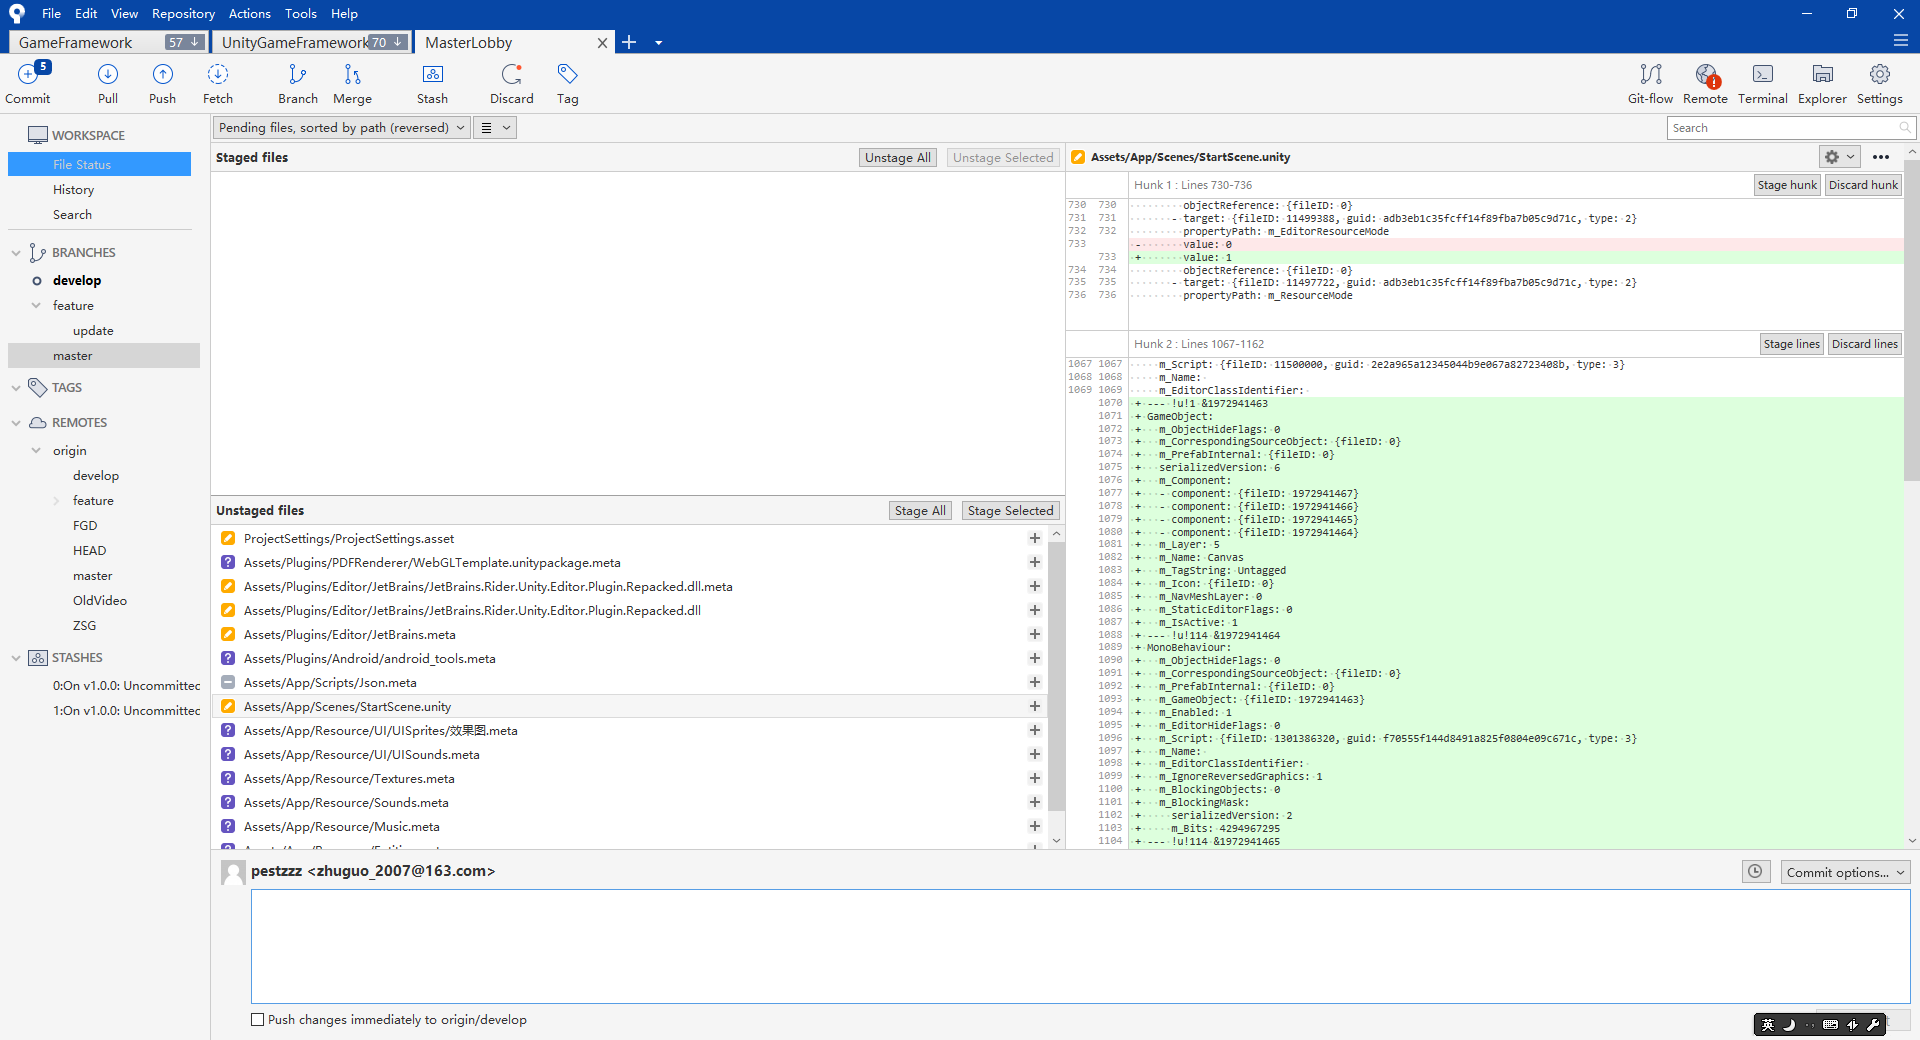 File Edit View Repository Actions Tools Help
GameFramework 57 UnityGameFramework 70 MasterLobby
5
Commit Pull Push Fetch Branch Merge Stash Discard Tag Git-flow Remote Terminal Explorer Settings
WORKSPACE
File Status
History
Search
BRANCHES
develop
feature
update
master
TAGS
REMOTES
origin
develop
feature
FGD
HEAD
master
OldVideo
ZSG
STASHES
0:On v1.0.0: Uncommittec
1:On v1.0.0: Uncommittec
Pending files, sorted by path (reversed)
Search
Staged files Unstage All Unstage Selected
Unstaged files Stage All Stage Selected
ProjectSettings/ProjectSettings.asset
Assets/Plugins/PDFRenderer/WebGLTemplate.unitypackage.meta
Assets/Plugins/Editor/JetBrains/JetBrains.Rider.Unity.Editor.Plugin.Repacked.dll.meta
Assets/Plugins/Editor/JetBrains/JetBrains.Rider.Unity.Editor.Plugin.Repacked.dll
Assets/Plugins/Editor/JetBrains.meta
Assets/Plugins/Android/android_tools.meta
Assets/App/Scripts/Json.meta
Assets/App/Scenes/StartScene.unity
Assets/App/Resource/UI/UISprites/效果图.meta
Assets/App/Resource/UI/UISounds.meta
Assets/App/Resource/Textures.meta
Assets/App/Resource/Sounds.meta
Assets/App/Resource/Music.meta
Assets/App/Scenes/StartScene.unity
Hunk 1 : Lines 730-736 Stage hunk Discard hunk
730 730 objectReference: {fileID: 0}
731 731 - target: {fileID: 11499388, guid: adb3eb1c35fcff14f89fba7b05c9d71c, type: 2}
732 732 propertyPath: m_EditorResourceMode
733 - value: 0
733 + value: 1
734 734 objectReference: {fileID: 0}
735 735 - target: {fileID: 11497722, guid: adb3eb1c35fcff14f89fba7b05c9d71c, type: 2}
736 736 propertyPath: m_ResourceMode
Hunk 2 : Lines 1067-1162 Stage lines Discard lines
1067 1067 m_Script: {fileID: 11500000, guid: 2e2a965a12345044b9e067a82723408b, type: 3}
1068 1068 m_Name:
1069 1069 m_EditorClassIdentifier:
1070 + --- !u!1 &1972941463
1071 + GameObject:
1072 + m_ObjectHideFlags: 0
1073 + m_CorrespondingSourceObject: {fileID: 0}
1074 + m_PrefabInternal: {fileID: 0}
1075 + serializedVersion: 6
1076 + m_Component:
1077 + - component: {fileID: 1972941467}
1078 + - component: {fileID: 1972941466}
1079 + - component: {fileID: 1972941465}
1080 + - component: {fileID: 1972941464}
1081 + m_Layer: 5
1082 + m_Name: Canvas
1083 + m_TagString: Untagged
1084 + m_Icon: {fileID: 0}
1085 + m_NavMeshLayer: 0
1086 + m_StaticEditorFlags: 0
1087 + m_IsActive: 1
1088 + --- !u!114 &1972941464
1089 + MonoBehaviour:
1090 + m_ObjectHideFlags: 0
1091 + m_CorrespondingSourceObject: {fileID: 0}
1092 + m_PrefabInternal: {fileID: 0}
1093 + m_GameObject: {fileID: 1972941463}
1094 + m_Enabled: 1
1095 + m_EditorHideFlags: 0
1096 + m_Script: {fileID: 1301386320, guid: f70555f144d8491a825f0804e09c671c, type: 3}
1097 + m_Name:
1098 + m_EditorClassIdentifier:
1099 + m_IgnoreReversedGraphics: 1
1100 + m_BlockingObjects: 0
1101 + m_BlockingMask:
1102 + serializedVersion: 2
1103 + m_Bits: 4294967295
1104 + --- !u!114 &1972941465
pestzzz <zhuguo_2007@163.com>
Commit options...
Push changes immediately to origin/develop
英